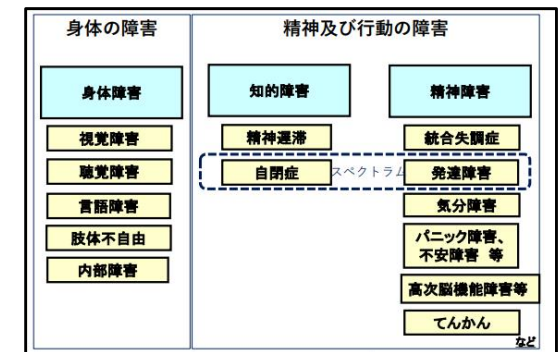 身体の障害
身体障害
視覚障害
聴覚障害
言語障害
肢体不自由
内部障害
精神及び行動の障害
知的障害
精神遅滞
自閉症
スペクトラム
精神障害
統合失調症
発達障害
気分障害
パニック障害、
不安障害 等
高次脳機能障害等
てんかん
など